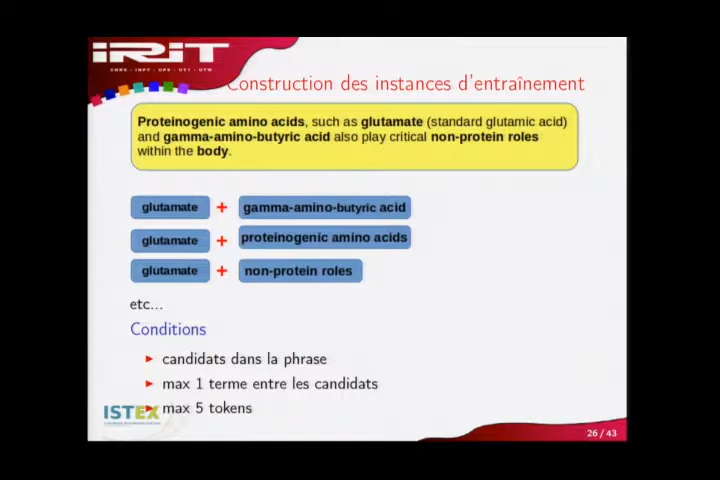 IRIT
CNRS - INPT - UPS - UT1 - UTM
Construction des instances d'entraînement
Proteinogenic amino acids, such as glutamate (standard glutamic acid)
and gamma-amino-butyric acid also play critical non-protein roles
within the body.
glutamate + gamma-amino-butyric acid
glutamate + proteinogenic amino acids
glutamate + non-protein roles
etc...
Conditions
► candidats dans la phrase
► max 1 terme entre les candidats
► max 5 tokens
ISTEX
26 / 43